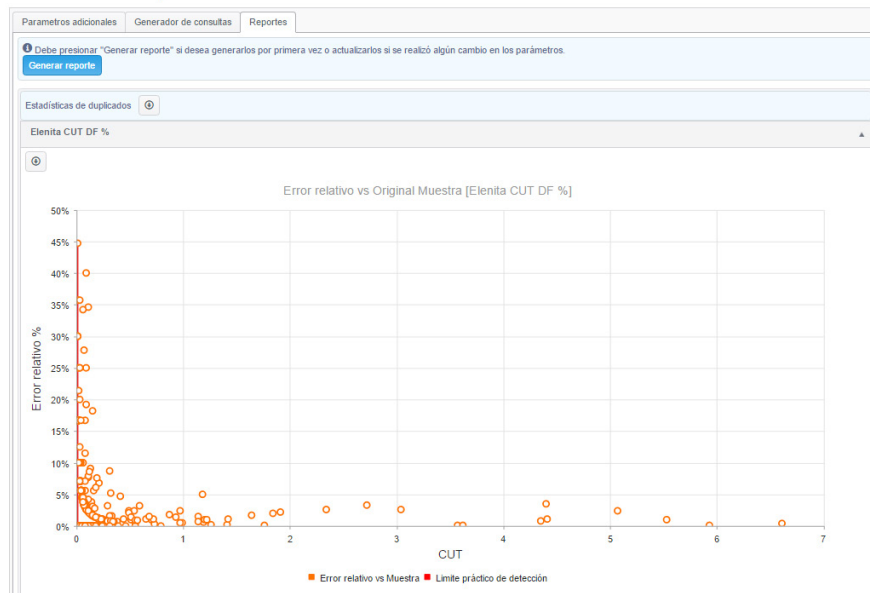 Parametros adicionales
Generador de consultas
Reportes
Debe presionar "Generar reporte" si desea generarlos por primera vez o actualizarlos si se realizó algún cambio en los parámetros.
Generar reporte
Estadísticas de duplicados
Elenita CUT DF %
Error relativo vs Original Muestra [Elenita CUT DF %]
50%
45%
40%
35%
30%
25%
20%
15%
10%
5%
0%
Error relativo %
0 1 2 3 4 5 6 7
CUT
Error relativo vs Muestra
Limite práctico de detección